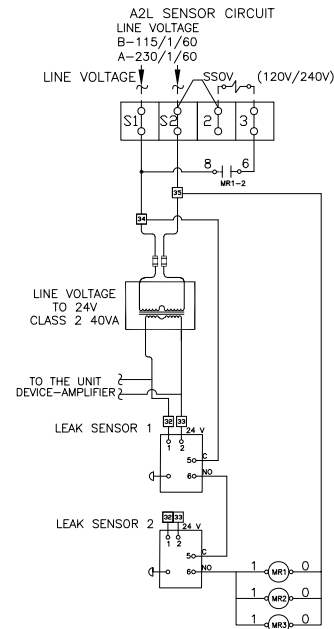 A2L SENSOR CIRCUIT
LINE VOLTAGE
B-115/1/60
A-230/1/60
LINE VOLTAGE SSOV (120V/240V)
S1 S2 2 3
8 6
MR1-2
35
34
LINE VOLTAGE
TO 24V
CLASS 2 40VA
TO THE UNIT
DEVICE-AMPLIFIER
32 33
LEAK SENSOR 1 24 V
1 2
5 C
6 NO
32 33
LEAK SENSOR 2 24 V
1 2
5 C
6 NO
1 MR1 0
1 MR2 0
1 MR3 0